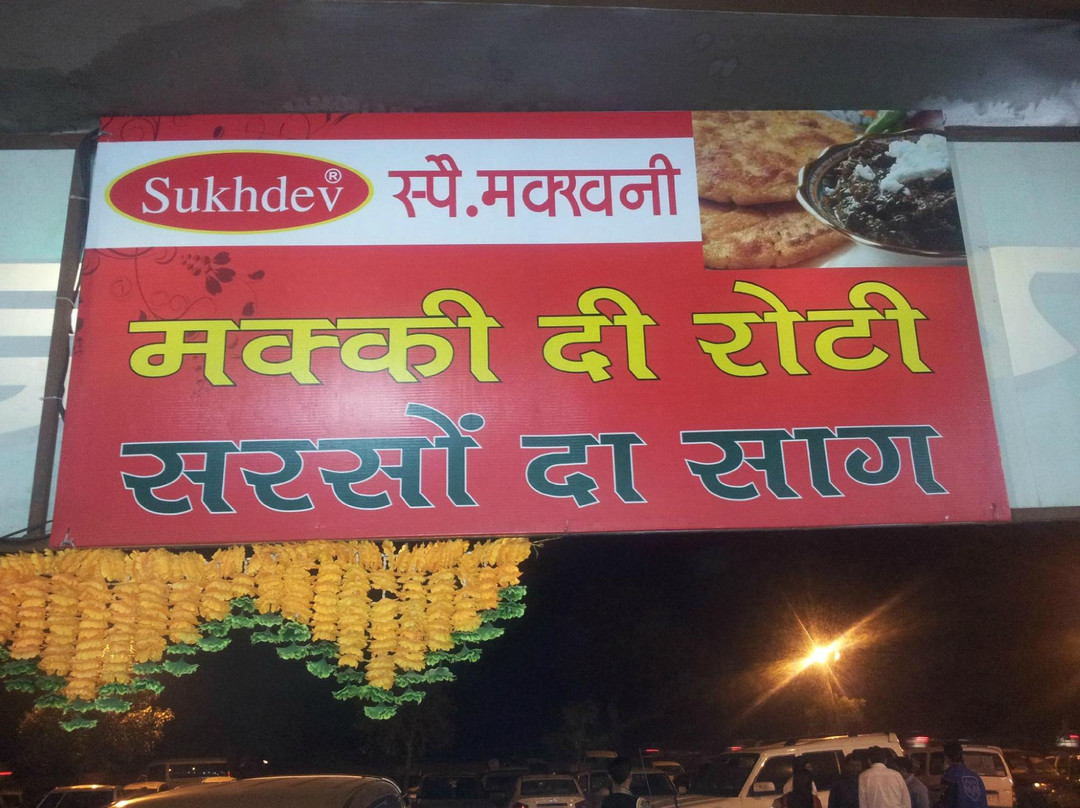 Sukhdev® स्पै.मक्खनी
मक्की दी रोटी
सरसों दा साग